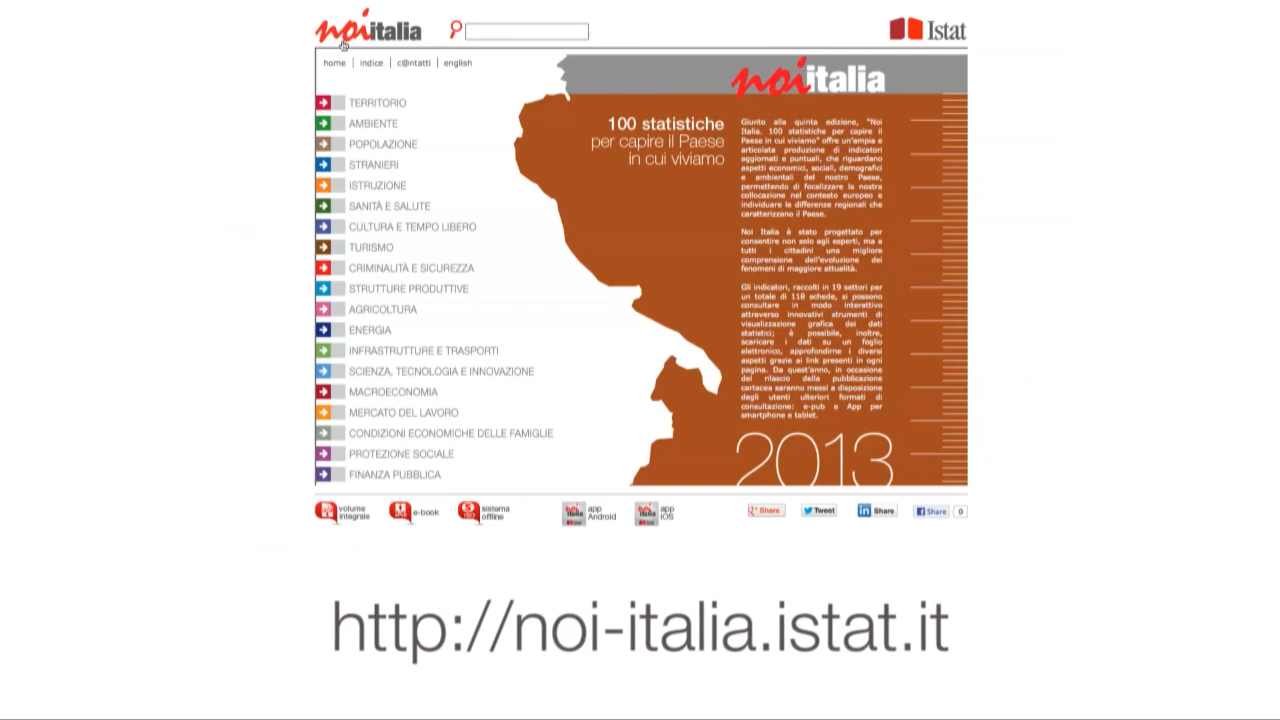 noiitalia
Istat
home | indice | c@ntatti | english
noiitalia
TERRITORIO
AMBIENTE
POPOLAZIONE
STRANIERI
ISTRUZIONE
SANITÀ E SALUTE
CULTURA E TEMPO LIBERO
TURISMO
CRIMINALITÀ E SICUREZZA
STRUTTURE PRODUTTIVE
AGRICOLTURA
ENERGIA
INFRASTRUTTURE E TRASPORTI
SCIENZA, TECNOLOGIA E INNOVAZIONE
MACROECONOMIA
MERCATO DEL LAVORO
CONDIZIONI ECONOMICHE DELLE FAMIGLIE
PROTEZIONE SOCIALE
FINANZA PUBBLICA
100 statistiche
per capire il Paese
in cui viviamo
Giunto alla quinta edizione, "Noi
Italia. 100 statistiche per capire il
Paese in cui viviamo" offre un'ampia e
articolata produzione di indicatori
aggiornati e puntuali, che riguardano
aspetti economici, sociali, demografici
e ambientali del nostro Paese,
permettendo di focalizzare la nostra
collocazione nel contesto europeo e
individuare le differenze regionali che
caratterizzano il Paese.
Noi Italia è stato progettato per
consentire non solo agli esperti, ma a
tutti i cittadini una migliore
comprensione dell'evoluzione dei
fenomeni di maggiore attualità.
Gli indicatori, raccolti in 19 settori per
un totale di 118 schede, si possono
consultare in modo interattivo
attraverso innovativi strumenti di
visualizzazione grafica dei dati
statistici; è possibile, inoltre,
scaricare i dati su un foglio
elettronico, approfondirne i diversi
aspetti grazie ai link presenti in ogni
pagina. Da quest'anno, in occasione
del rilascio della pubblicazione
cartacea saranno messi a disposizione
degli utenti ulteriori formati di
consultazione: e-pub e App per
smartphone e tablet.
2013
volume
integrale
e-book
sistema
offline
app
Android
app
iOS
Share
Tweet
Share
Share
0
http://noi-italia.istat.it